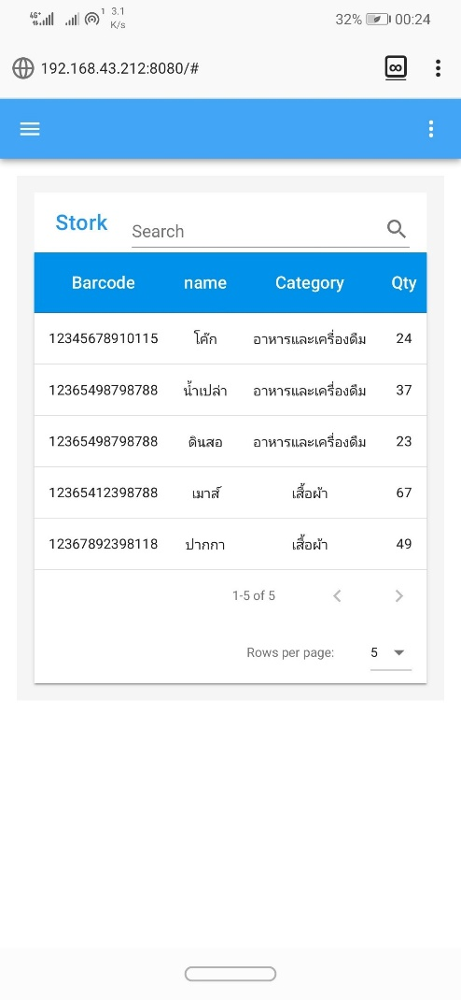 4G+ 1 3.1 K/s 32% 00:24
192.168.43.212:8080/#
Stork Search
Barcode name Category Qty
12345678910115 โค๊ก อาหารและเครื่องดืม 24
12365498798788 น้ำเปล่า อาหารและเครื่องดืม 37
12365498798788 ดินสอ อาหารและเครื่องดืม 23
12365412398788 เมาส์ เสื้อผ้า 67
12367892398118 ปากกา เสื้อผ้า 49
1-5 of 5
Rows per page: 5